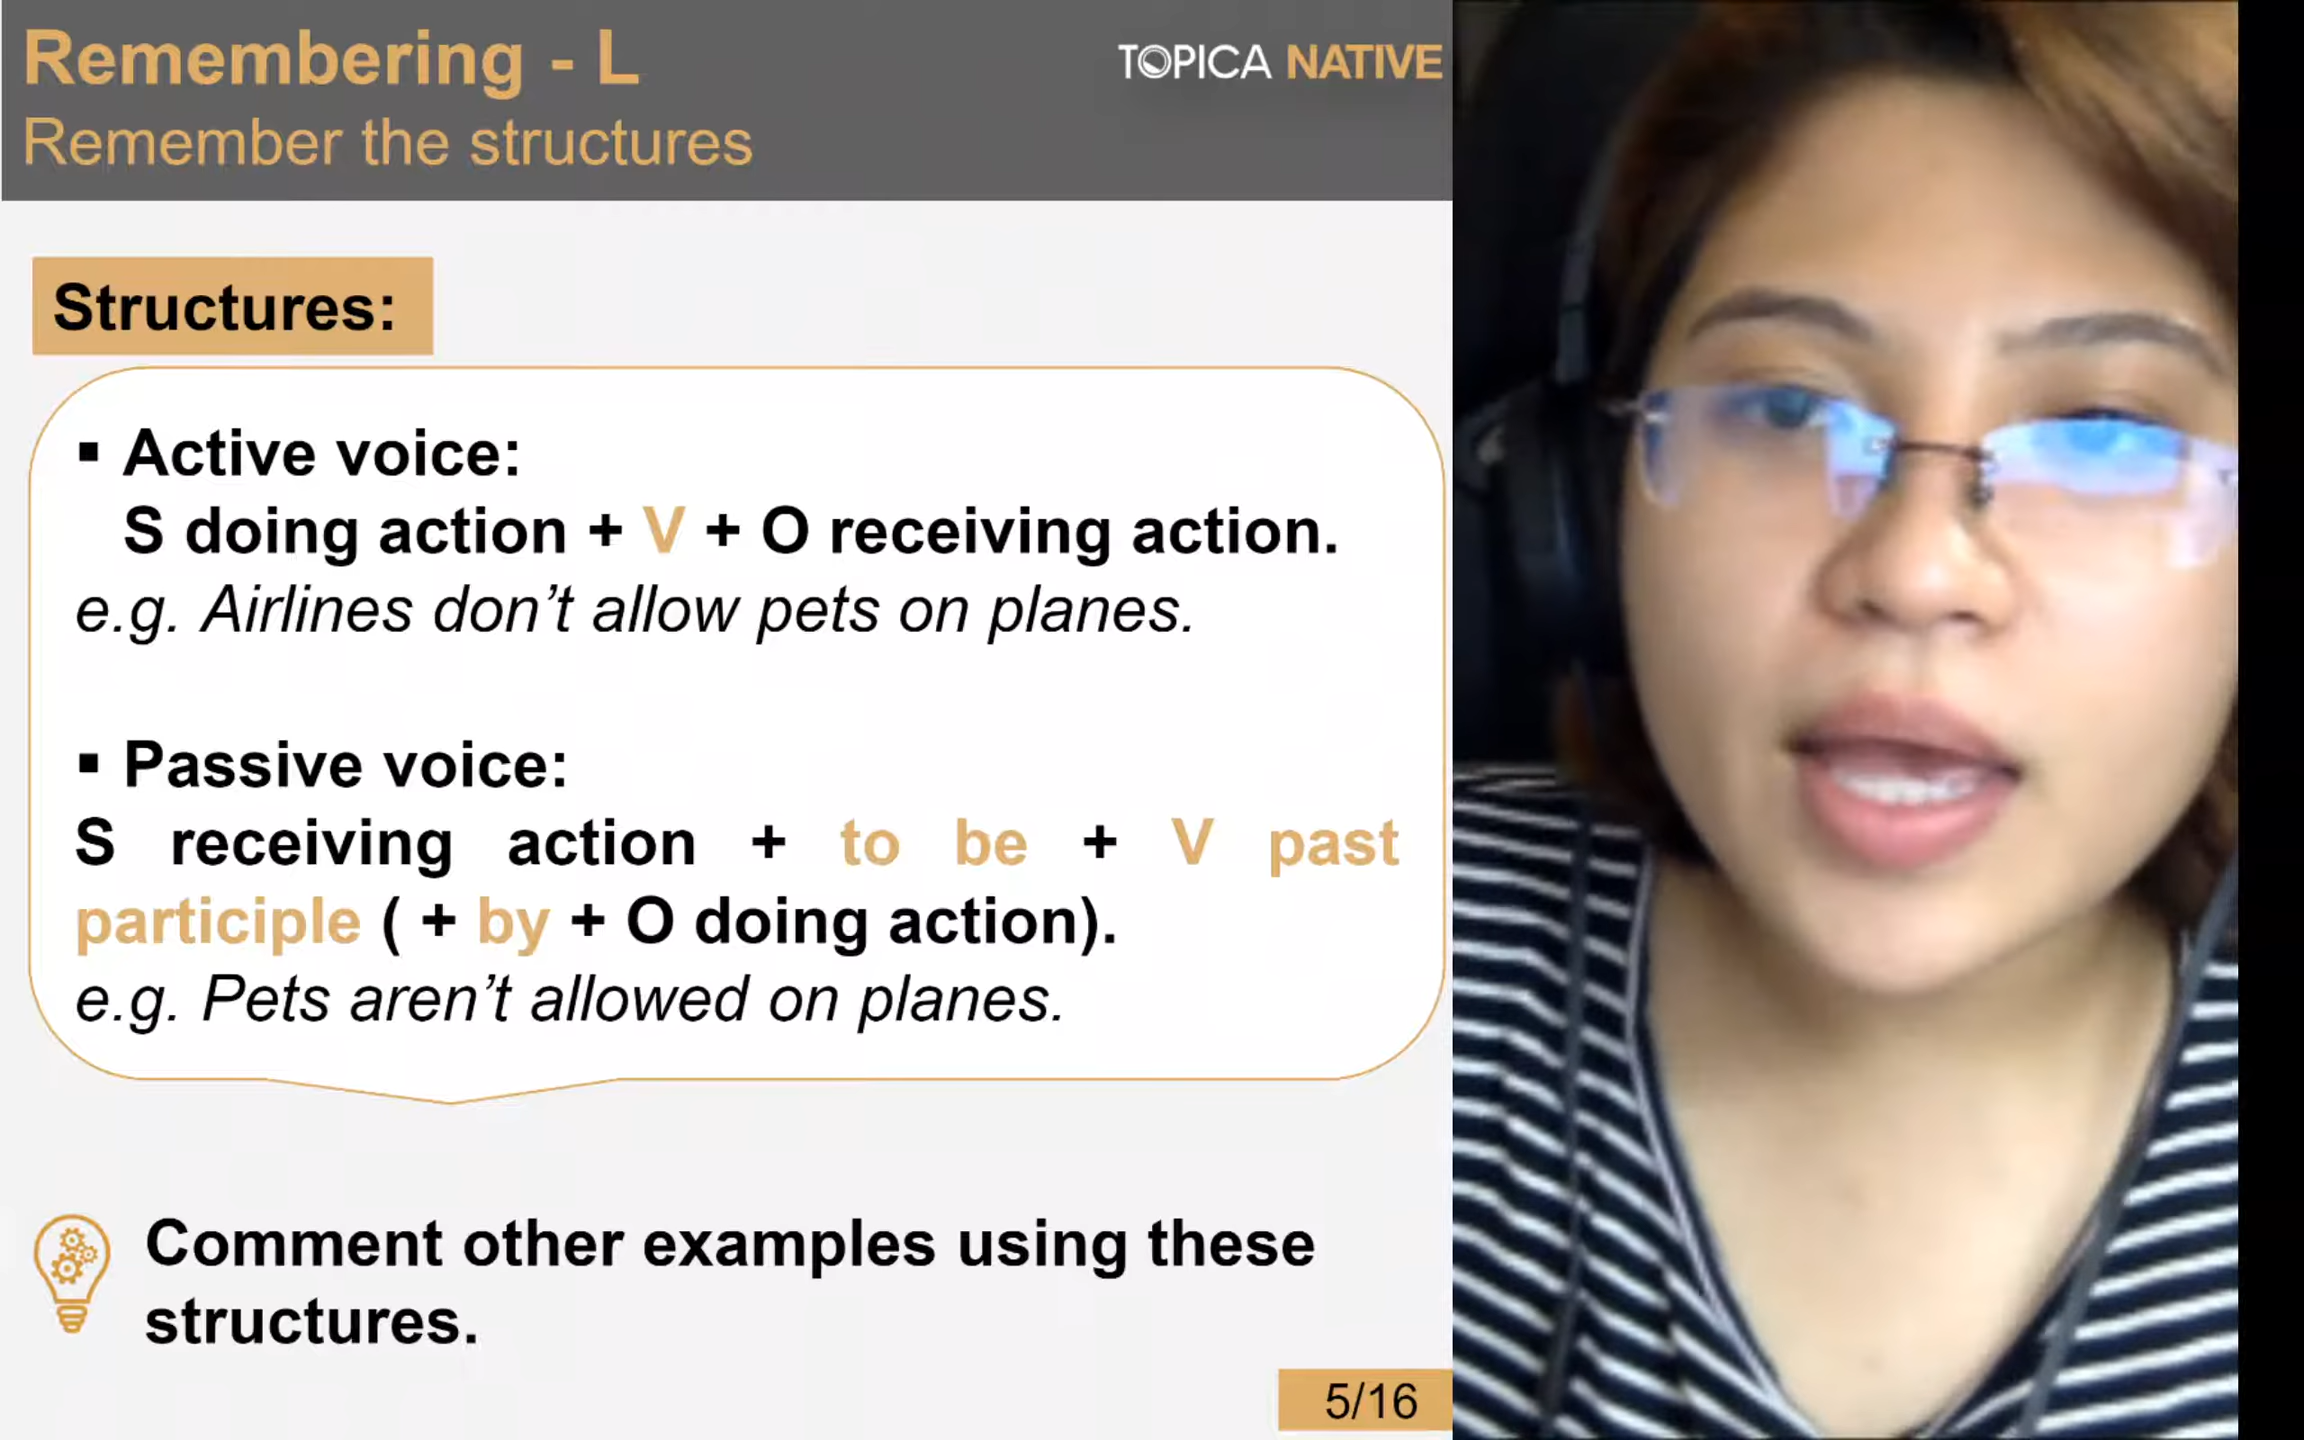 Remembering - L
TOPICA NATIVE
Remember the structures
Structures:
▪ Active voice:
S doing action + V + O receiving action.
e.g. Airlines don’t allow pets on planes.
▪ Passive voice:
S receiving action + to be + V past
participle ( + by + O doing action).
e.g. Pets aren’t allowed on planes.
Comment other examples using these
structures.
5/16